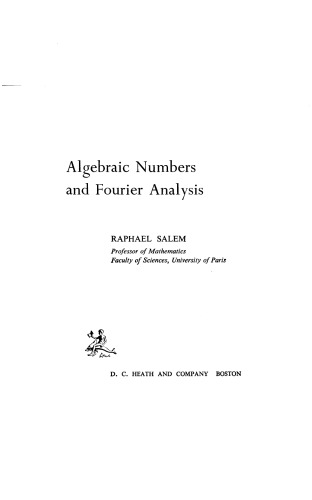 Algebraic Numbers
and Fourier Analysis
RAPHAEL SALEM
Professor of Mathematics
Faculty of Sciences, University of Paris
D. C. HEATH AND COMPANY BOSTON